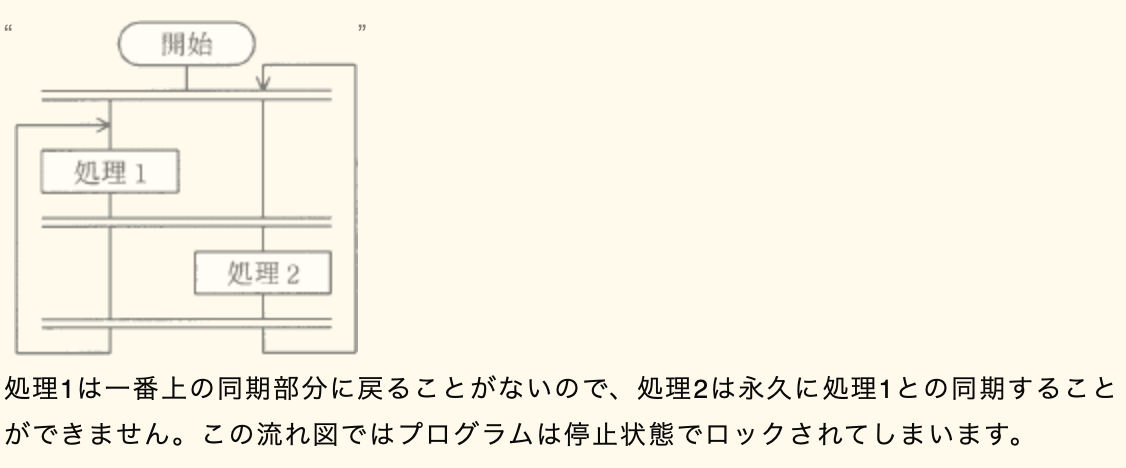 “ ”
開始
処理1
処理2
処理1は一番上の同期部分に戻ることがないので、処理2は永久に処理1との同期すること
ができません。この流れ図ではプログラムは停止状態でロックされてしまいます。